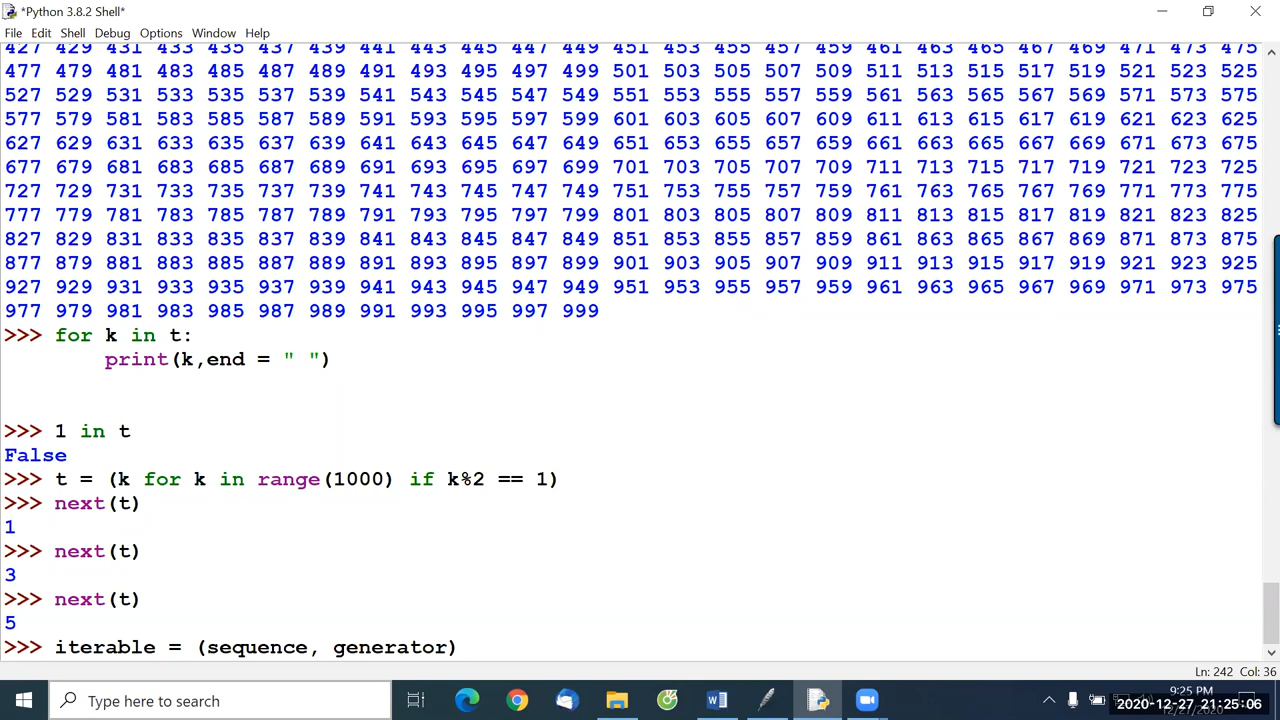 *Python 3.8.2 Shell*
File Edit Shell Debug Options Window Help
427 429 431 433 435 437 439 441 443 445 447 449 451 453 455 457 459 461 463 465 467 469 471 473 475
477 479 481 483 485 487 489 491 493 495 497 499 501 503 505 507 509 511 513 515 517 519 521 523 525
527 529 531 533 535 537 539 541 543 545 547 549 551 553 555 557 559 561 563 565 567 569 571 573 575
577 579 581 583 585 587 589 591 593 595 597 599 601 603 605 607 609 611 613 615 617 619 621 623 625
627 629 631 633 635 637 639 641 643 645 647 649 651 653 655 657 659 661 663 665 667 669 671 673 675
677 679 681 683 685 687 689 691 693 695 697 699 701 703 705 707 709 711 713 715 717 719 721 723 725
727 729 731 733 735 737 739 741 743 745 747 749 751 753 755 757 759 761 763 765 767 769 771 773 775
777 779 781 783 785 787 789 791 793 795 797 799 801 803 805 807 809 811 813 815 817 819 821 823 825
827 829 831 833 835 837 839 841 843 845 847 849 851 853 855 857 859 861 863 865 867 869 871 873 875
877 879 881 883 885 887 889 891 893 895 897 899 901 903 905 907 909 911 913 915 917 919 921 923 925
927 929 931 933 935 937 939 941 943 945 947 949 951 953 955 957 959 961 963 965 967 969 971 973 975
977 979 981 983 985 987 989 991 993 995 997 999
>>> for k in t:
print(k,end = " ")
>>> 1 in t
False
>>> t = (k for k in range(1000) if k%2 == 1)
>>> next(t)
1
>>> next(t)
3
>>> next(t)
5
>>> iterable = (sequence, generator)
Ln: 242 Col: 36
Type here to search
9:25 PM
2020-12-27 21:25:06